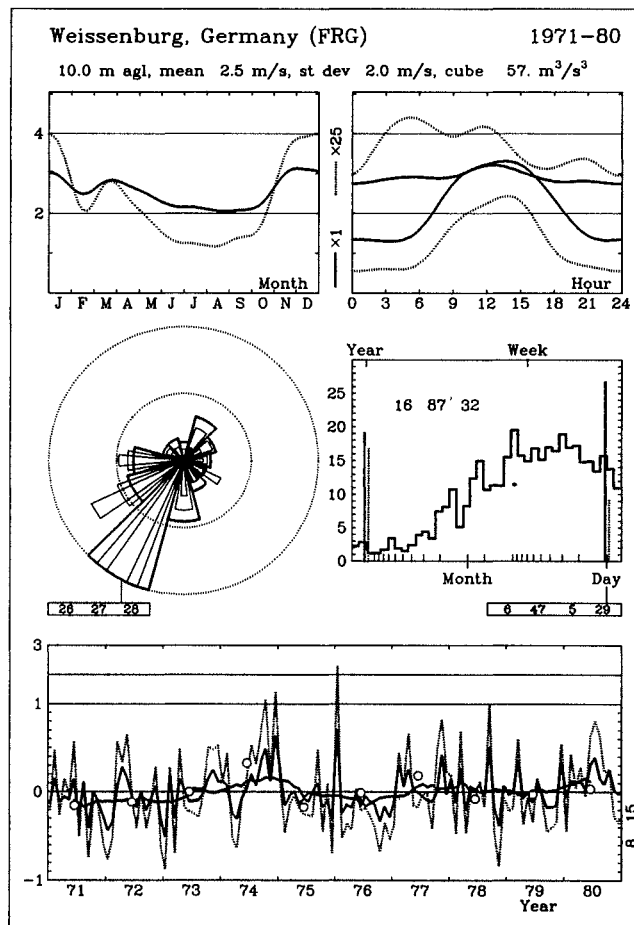 Weissenburg, Germany (FRG) 1971-80
10.0 m agl, mean 2.5 m/s, st dev 2.0 m/s, cube 57. m³/s³
4
2
J F M A M J J A S O N D
Month
×1 ×25
0 3 6 9 12 15 18 21 24
Hour
Year Week
25
20
15
10
5
0
16 87' 32
Month Day
26 27 28
6 47 5 29
3
1
0
-1
71 72 73 74 75 76 77 78 79 80
Year
8 15